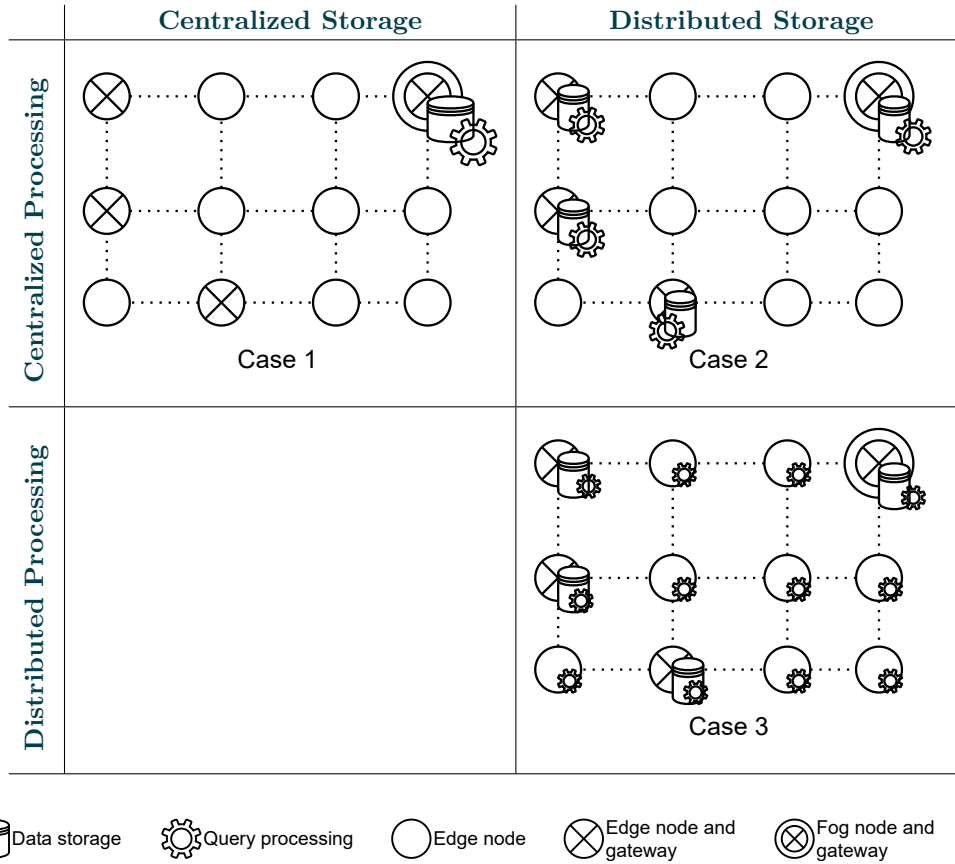 Centralized Storage
Distributed Storage
Centralized Processing
Case 1
Case 2
Distributed Processing
Case 3
Data storage
Query processing
Edge node
Edge node and
gateway
Fog node and
gateway